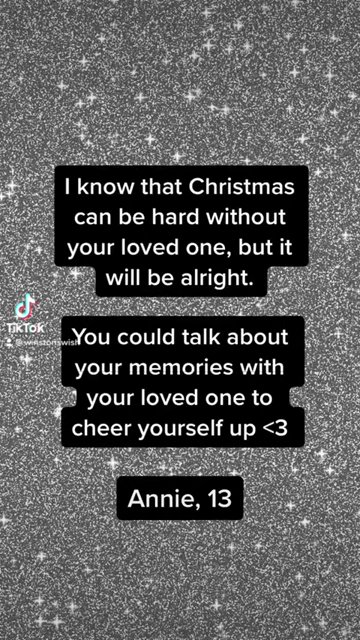 I know that Christmas
can be hard without
your loved one, but it
will be alright.
You could talk about
your memories with
your loved one to
cheer yourself up <3
Annie, 13
TikTok
@winstonswish